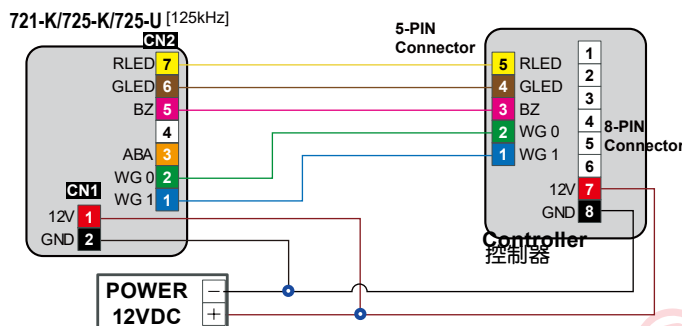 721-K/725-K/725-U [125kHz]
CN2
RLED 7
GLED 6
BZ 5
4
ABA 3
WG 0 2
WG 1 1
CN1
12V 1
GND 2
5-PIN
Connector
5 RLED
4 GLED
3 BZ
2 WG 0
1 WG 1
1
2
3
4
5
6
8-PIN
Connector
12V 7
GND 8
Controller
控制器
POWER −
12VDC +